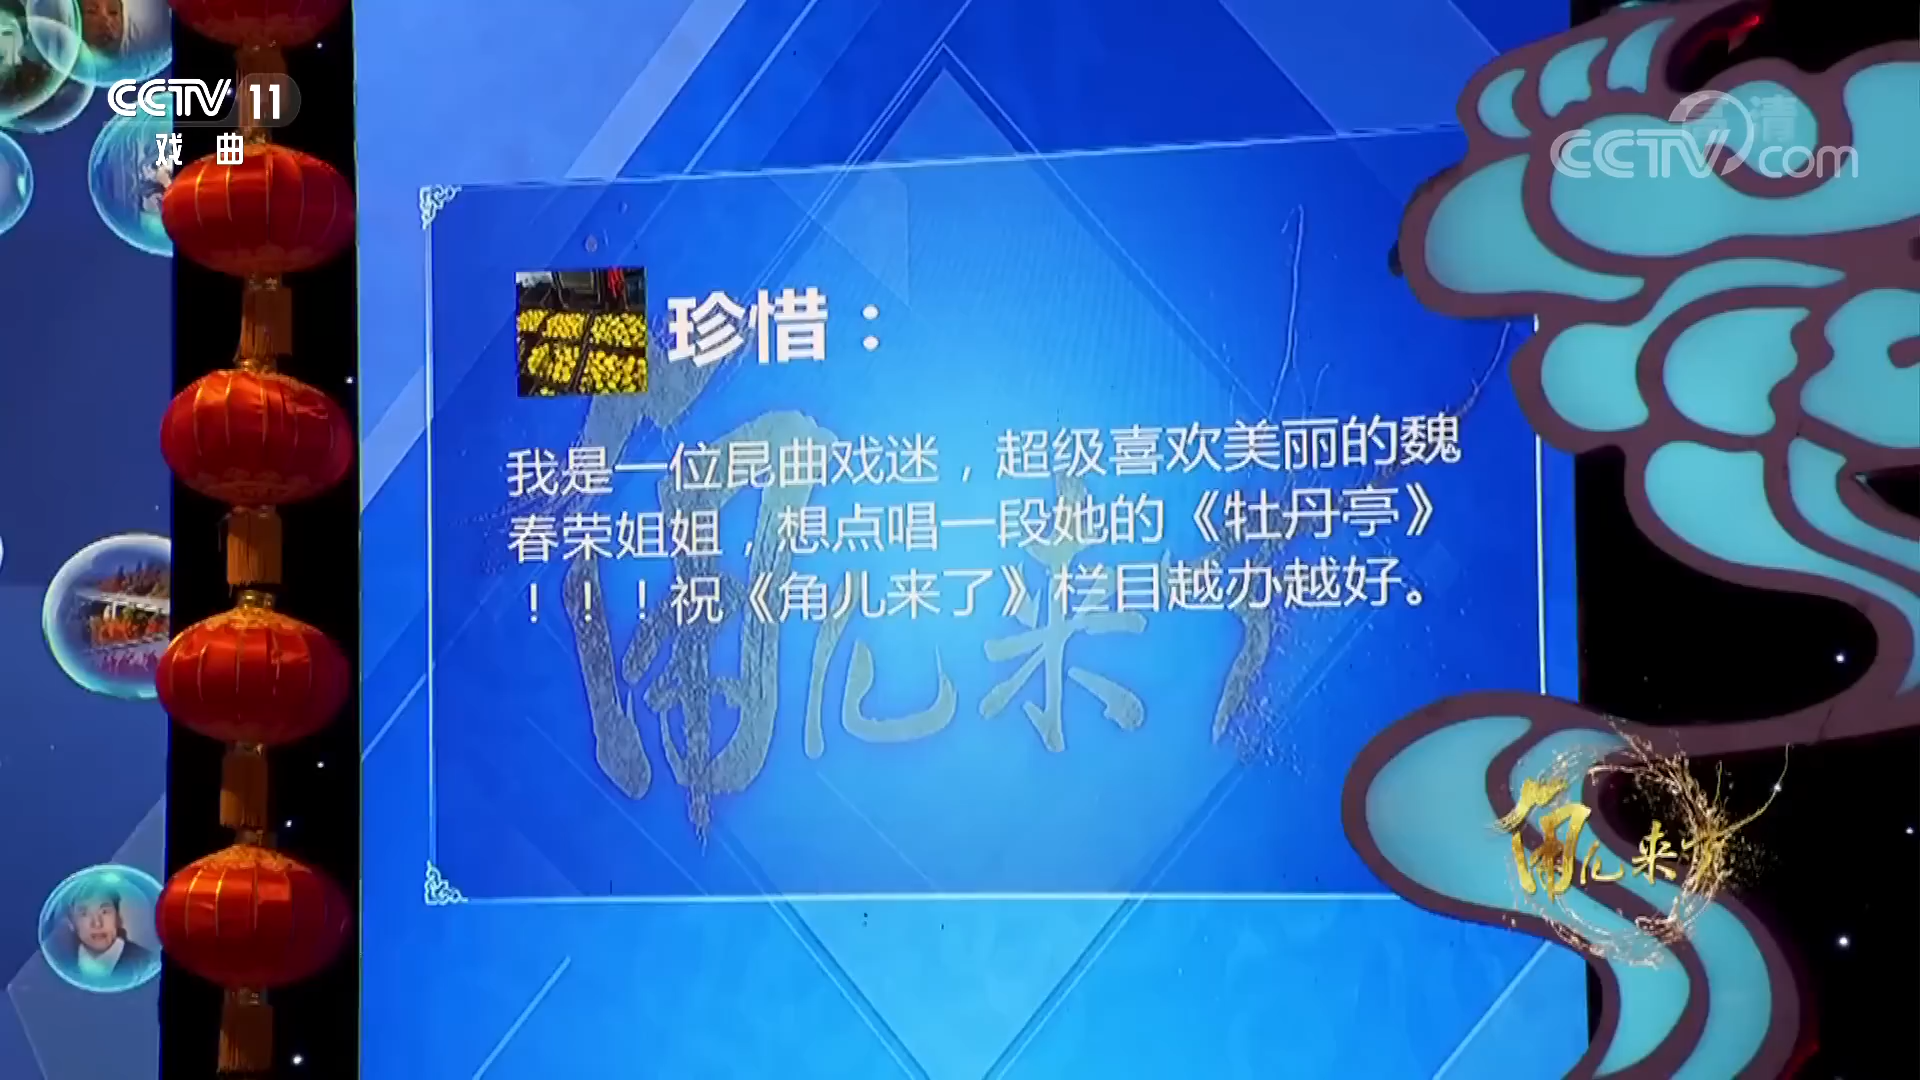 CCTV 11
戏 曲
高清
CCTV com
珍惜：
我是一位昆曲戏迷，超级喜欢美丽的魏
春荣姐姐，想点唱一段她的《牡丹亭》
！！！祝《角儿来了》栏目越办越好。
角儿来了
角儿来了